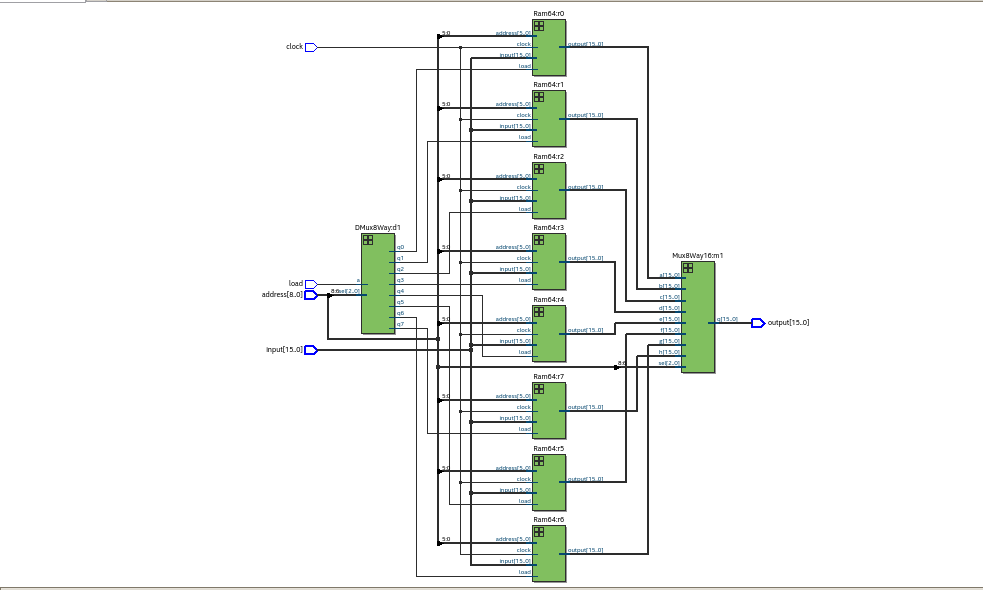 Ram64:r0
5:0
address[5..0]
clock
input[15..0]
load
output[15..0]
clock
Ram64:r1
5:0
address[5..0]
clock
input[15..0]
load
output[15..0]
Ram64:r2
5:0
address[5..0]
clock
input[15..0]
load
output[15..0]
DMux8Way:d1
q0
q1
q2
q3
q4
q5
q6
q7
a
8:6
sel[2..0]
load
address[8..0]
input[15..0]
Ram64:r3
5:0
address[5..0]
clock
input[15..0]
load
output[15..0]
Ram64:r4
5:0
address[5..0]
clock
input[15..0]
load
output[15..0]
Mux8Way16:m1
a[15..0]
b[15..0]
c[15..0]
d[15..0]
e[15..0]
f[15..0]
g[15..0]
h[15..0]
8:6
sel[2..0]
q[15..0]
output[15..0]
Ram64:r7
5:0
address[5..0]
clock
input[15..0]
load
output[15..0]
Ram64:r5
5:0
address[5..0]
clock
input[15..0]
load
output[15..0]
Ram64:r6
5:0
address[5..0]
clock
input[15..0]
load
output[15..0]